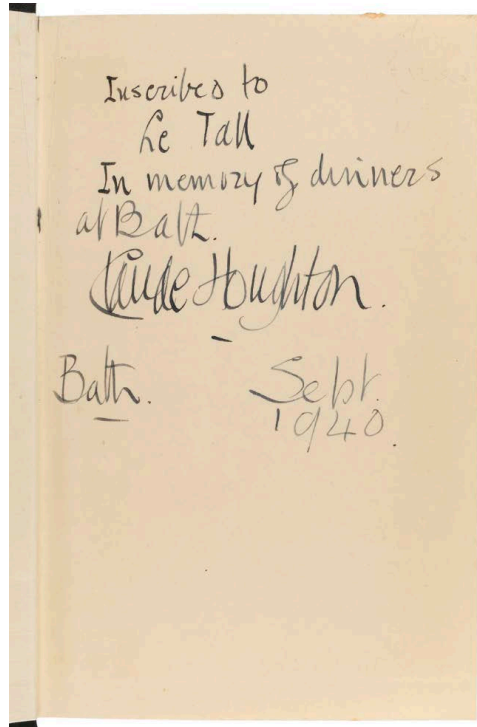 Inscribed to
Le Tall
In memory of dinners
at Bath.
Claude Houghton.
Bath. Sept.
1940.